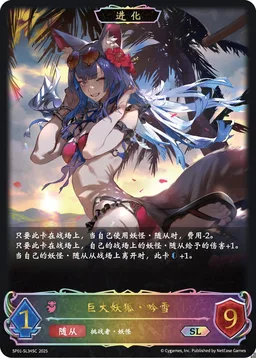 进化
只要此卡在战场上，当自己使用妖怪·随从时，费用-2。
只要此卡在战场上，自己的妖怪·随从给予的伤害+1。
当自己的妖怪·随从从战场上离开时，此卡+1。
巨大妖狐·吟雪
1
9
随从
挑战者·妖怪
SL
SP01-SL345C 2025
© Cygames, Inc. Published by NetEase Games